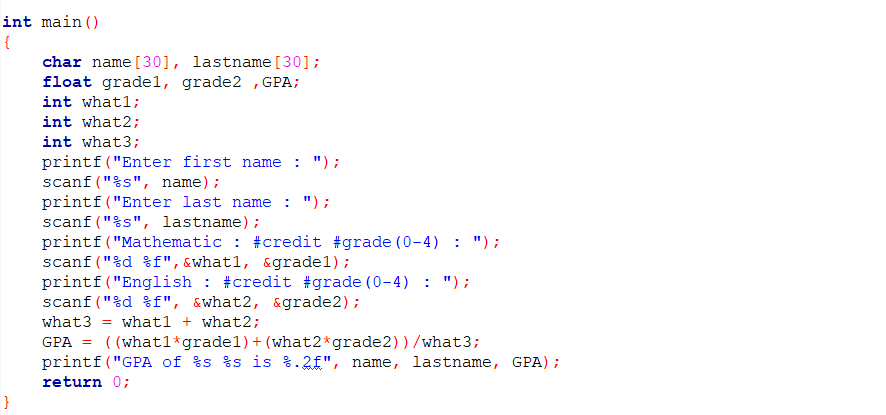 int main()
{
    char name[30], lastname[30];
    float grade1, grade2 ,GPA;
    int what1;
    int what2;
    int what3;
    printf("Enter first name : ");
    scanf("%s", name);
    printf("Enter last name : ");
    scanf("%s", lastname);
    printf("Mathematic : #credit #grade(0-4) : ");
    scanf("%d %f",&what1, &grade1);
    printf("English : #credit #grade(0-4) : ");
    scanf("%d %f", &what2, &grade2);
    what3 = what1 + what2;
    GPA = ((what1*grade1)+(what2*grade2))/what3;
    printf("GPA of %s %s is %.2f", name, lastname, GPA);
    return 0;
}